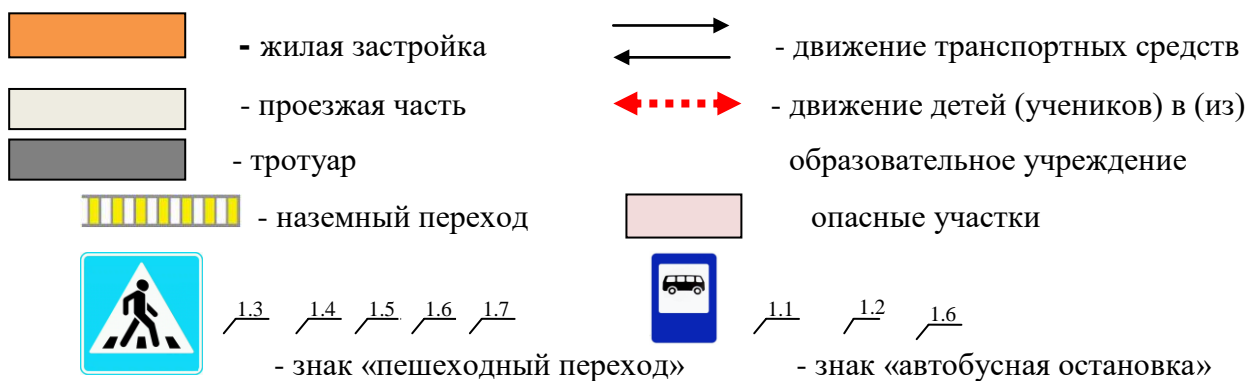 - жилая застройка
- движение транспортных средств
- проезжая часть
- движение детей (учеников) в (из)
- тротуар
образовательное учреждение
- наземный переход
опасные участки
1.3 1.4 1.5 1.6 1.7
1.1 1.2 1.6
- знак «пешеходный переход»
- знак «автобусная остановка»